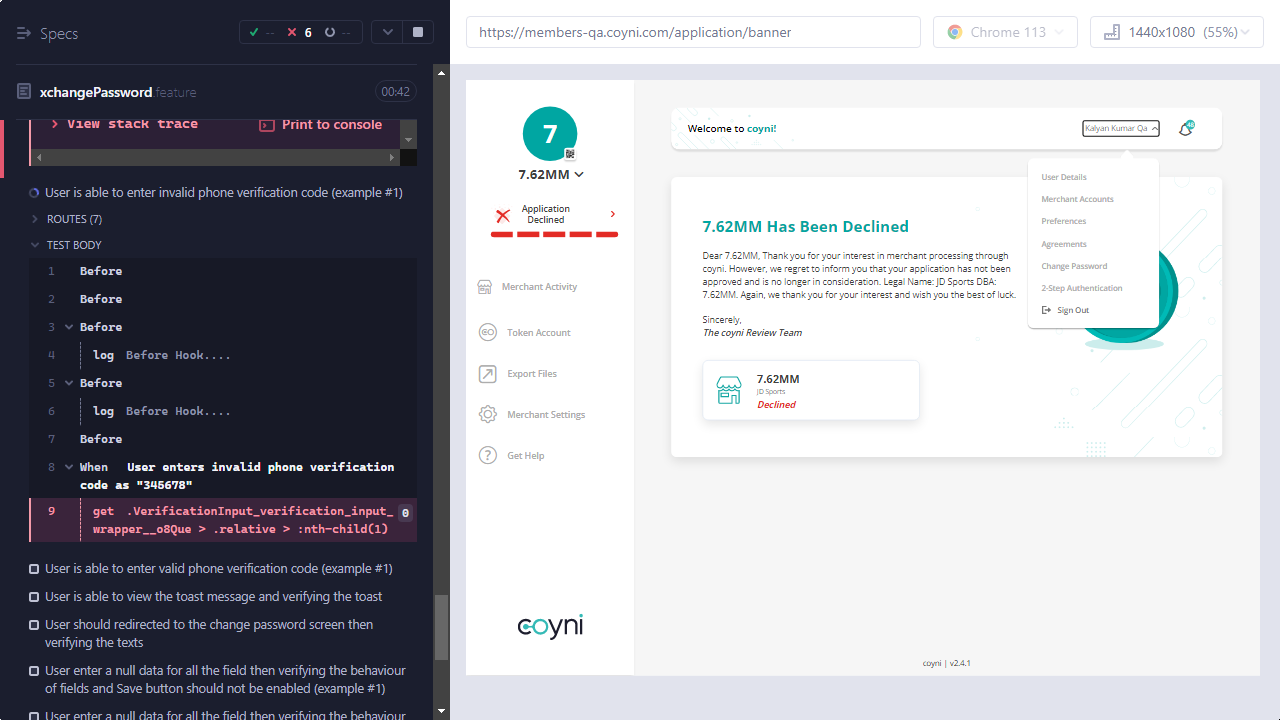 Specs
-- 6 --
xchangePassword.feature 00:42
View stack trace Print to console
User is able to enter invalid phone verification code (example #1)
ROUTES (7)
TEST BODY
1 Before
2 Before
3 Before
4 log Before Hook....
5 Before
6 log Before Hook....
7 Before
8 When User enters invalid phone verification
code as "345678"
9 get .VerificationInput_verification_input_
wrapper__o8Que > .relative > :nth-child(1) 0
User is able to enter valid phone verification code (example #1)
User is able to view the toast message and verifying the toast
User should redirected to the change password screen then
verifying the texts
User enter a null data for all the field then verifying the behaviour
of fields and Save button should not be enabled (example #1)
User enter a null data for all the field then verifying the behaviour
https://members-qa.coyni.com/application/banner
Chrome 113
1440x1080 (55%)
7
7.62MM
Application
Declined
Merchant Activity
Token Account
Export Files
Merchant Settings
Get Help
coyni
Welcome to coyni!
Kalyan Kumar Qa
User Details
Merchant Accounts
Preferences
Agreements
Change Password
2-Step Authentication
Sign Out
7.62MM Has Been Declined
Dear 7.62MM, Thank you for your interest in merchant processing through
coyni. However, we regret to inform you that your application has not been
approved and is no longer in consideration. Legal Name: JD Sports DBA:
7.62MM. Again, we thank you for your interest and wish you the best of luck.
Sincerely,
The coyni Review Team
7.62MM
JD Sports
Declined
coyni | v2.4.1